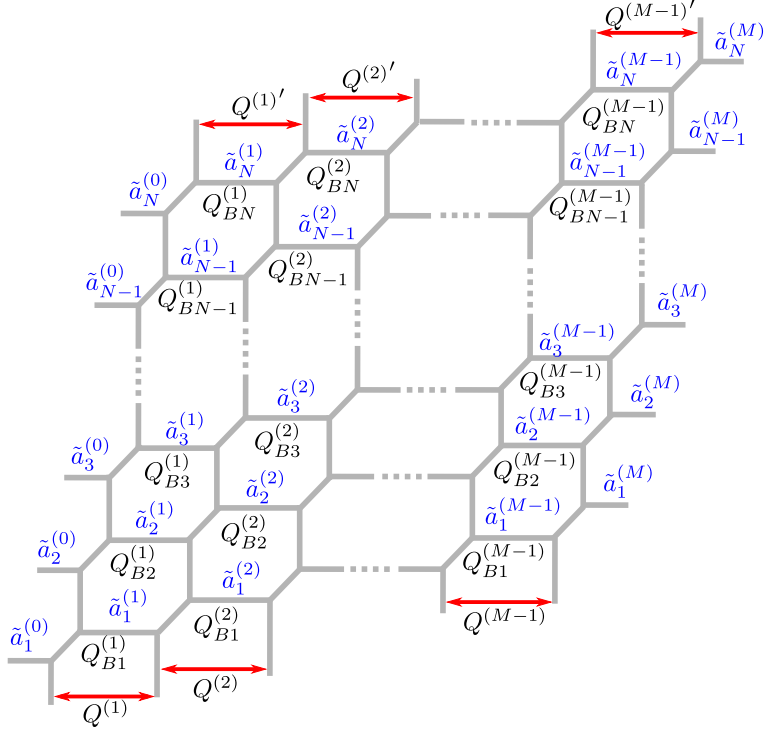 Q^{(M-1)′}
ã_N^{(M)}
ã_N^{(M-1)}
Q^{(2)′}
Q^{(1)′}
Q_{BN}^{(M-1)}
ã_{N-1}^{(M)}
ã_N^{(2)}
ã_N^{(1)}
ã_{N-1}^{(M-1)}
ã_N^{(0)}
Q_{BN}^{(2)}
Q_{BN}^{(1)}
Q_{BN-1}^{(M-1)}
ã_{N-1}^{(2)}
ã_{N-1}^{(1)}
ã_{N-1}^{(0)}
Q_{BN-1}^{(2)}
Q_{BN-1}^{(1)}
ã_3^{(M)}
ã_3^{(M-1)}
Q_{B3}^{(M-1)}
ã_2^{(M)}
ã_3^{(2)}
ã_3^{(1)}
ã_2^{(M-1)}
Q_{B3}^{(2)}
ã_3^{(0)}
Q_{B3}^{(1)}
Q_{B2}^{(M-1)}
ã_1^{(M)}
ã_2^{(2)}
ã_2^{(1)}
ã_1^{(M-1)}
Q_{B2}^{(2)}
ã_2^{(0)}
Q_{B2}^{(1)}
Q_{B1}^{(M-1)}
ã_1^{(2)}
ã_1^{(1)}
Q^{(M-1)}
Q_{B1}^{(2)}
ã_1^{(0)}
Q_{B1}^{(1)}
Q^{(2)}
Q^{(1)}